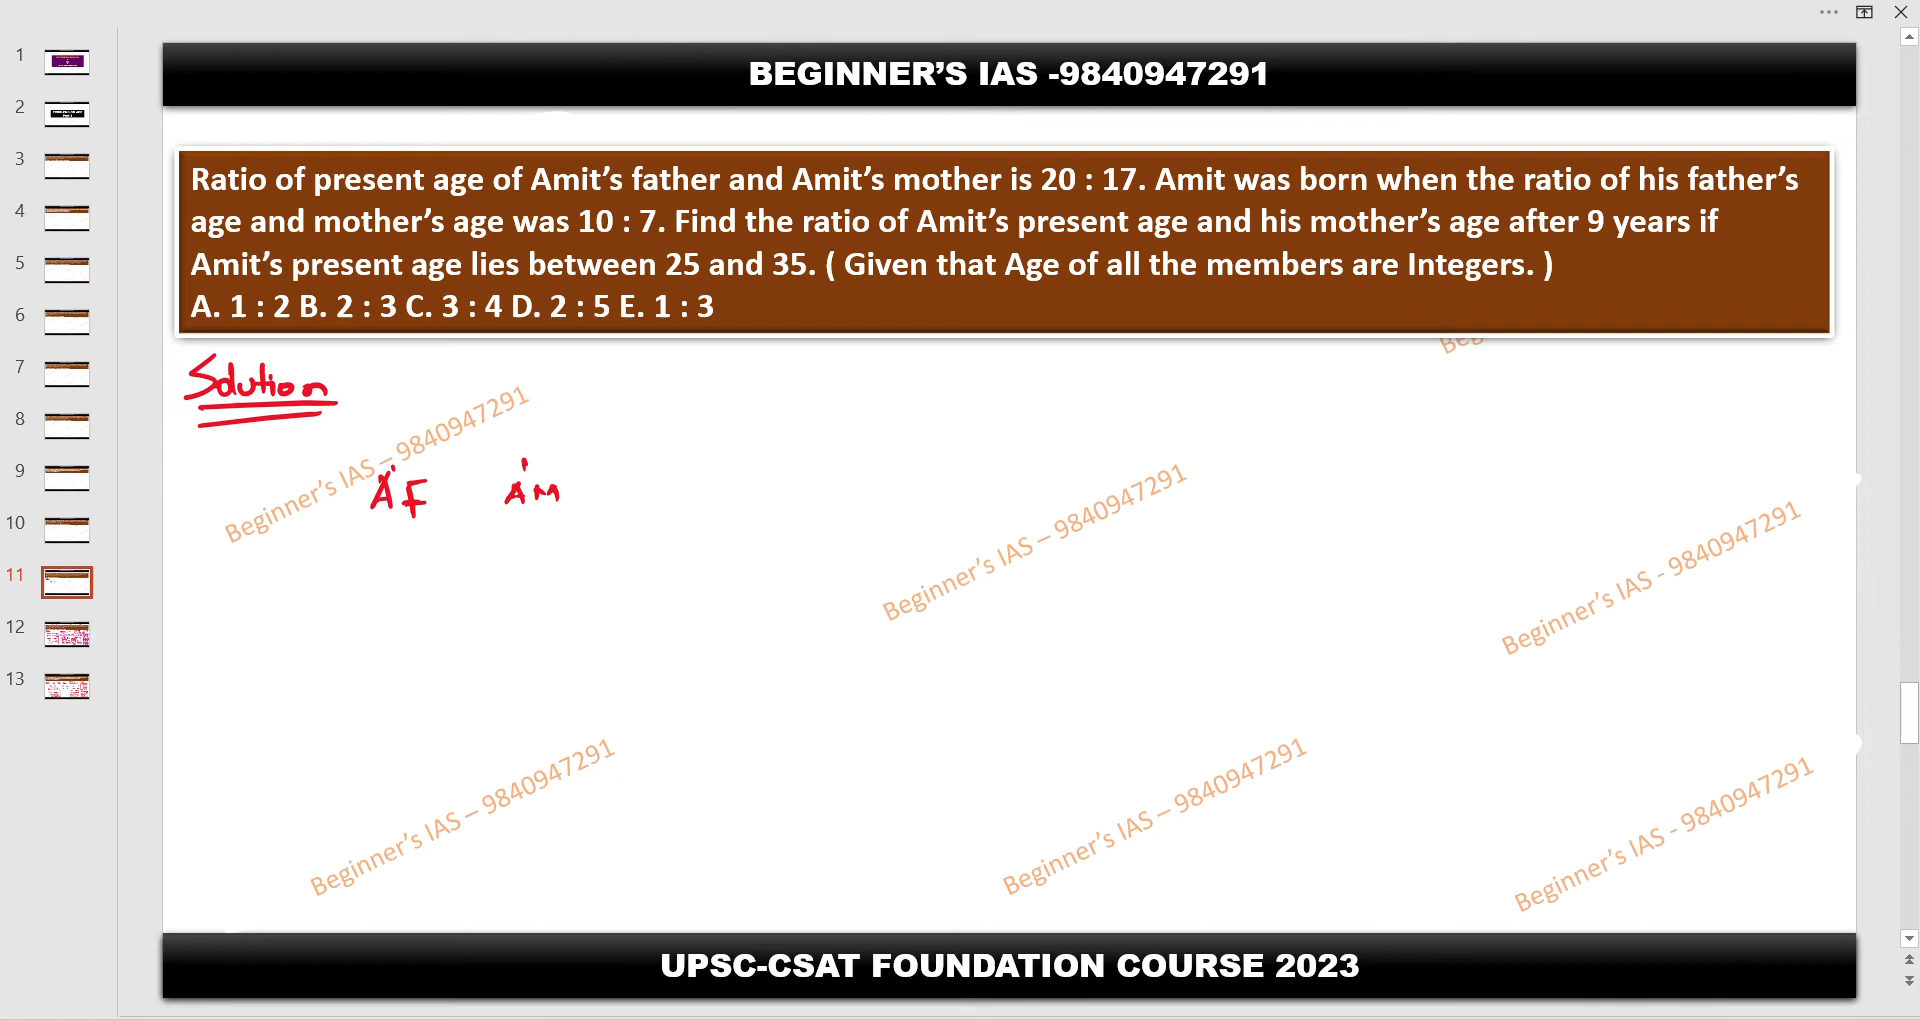 BEGINNER’S IAS -9840947291
Ratio of present age of Amit’s father and Amit’s mother is 20 : 17. Amit was born when the ratio of his father’s
age and mother’s age was 10 : 7. Find the ratio of Amit’s present age and his mother’s age after 9 years if
Amit’s present age lies between 25 and 35. ( Given that Age of all the members are Integers. )
A. 1 : 2 B. 2 : 3 C. 3 : 4 D. 2 : 5 E. 1 : 3
Solution
A'F A'M
Beginner’s IAS – 9840947291
Beginner’s IAS – 9840947291
Beginner’s IAS - 9840947291
Beginner’s IAS – 9840947291
Beginner’s IAS – 9840947291
Beginner’s IAS - 9840947291
UPSC-CSAT FOUNDATION COURSE 2023
1
2
3
4
5
6
7
8
9
10
11
12
13